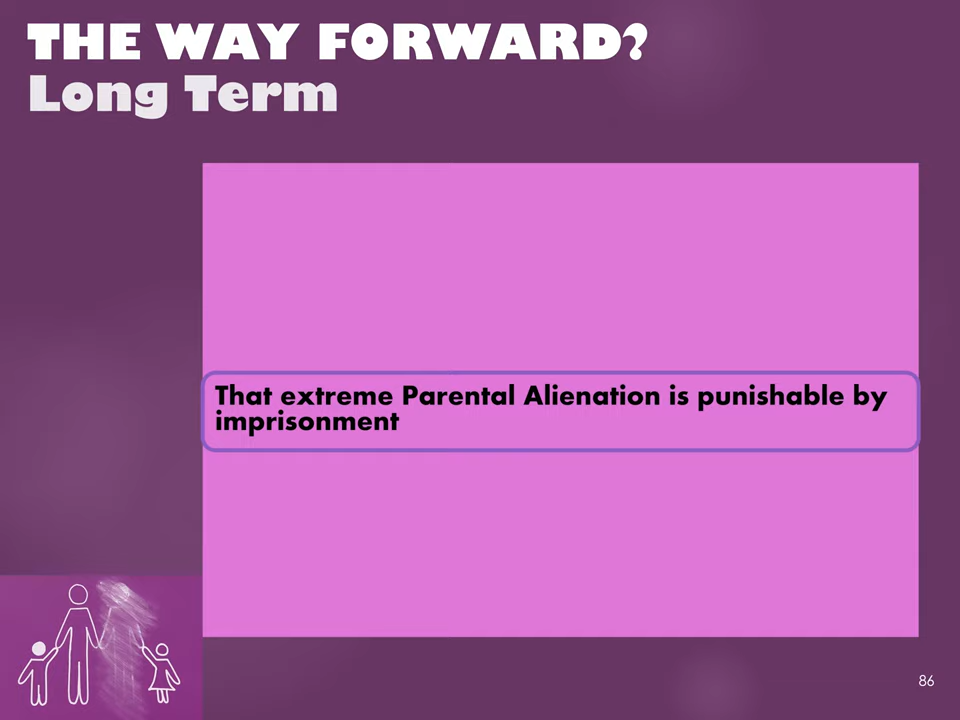 THE WAY FORWARD?
Long Term
That extreme Parental Alienation is punishable by
imprisonment
86